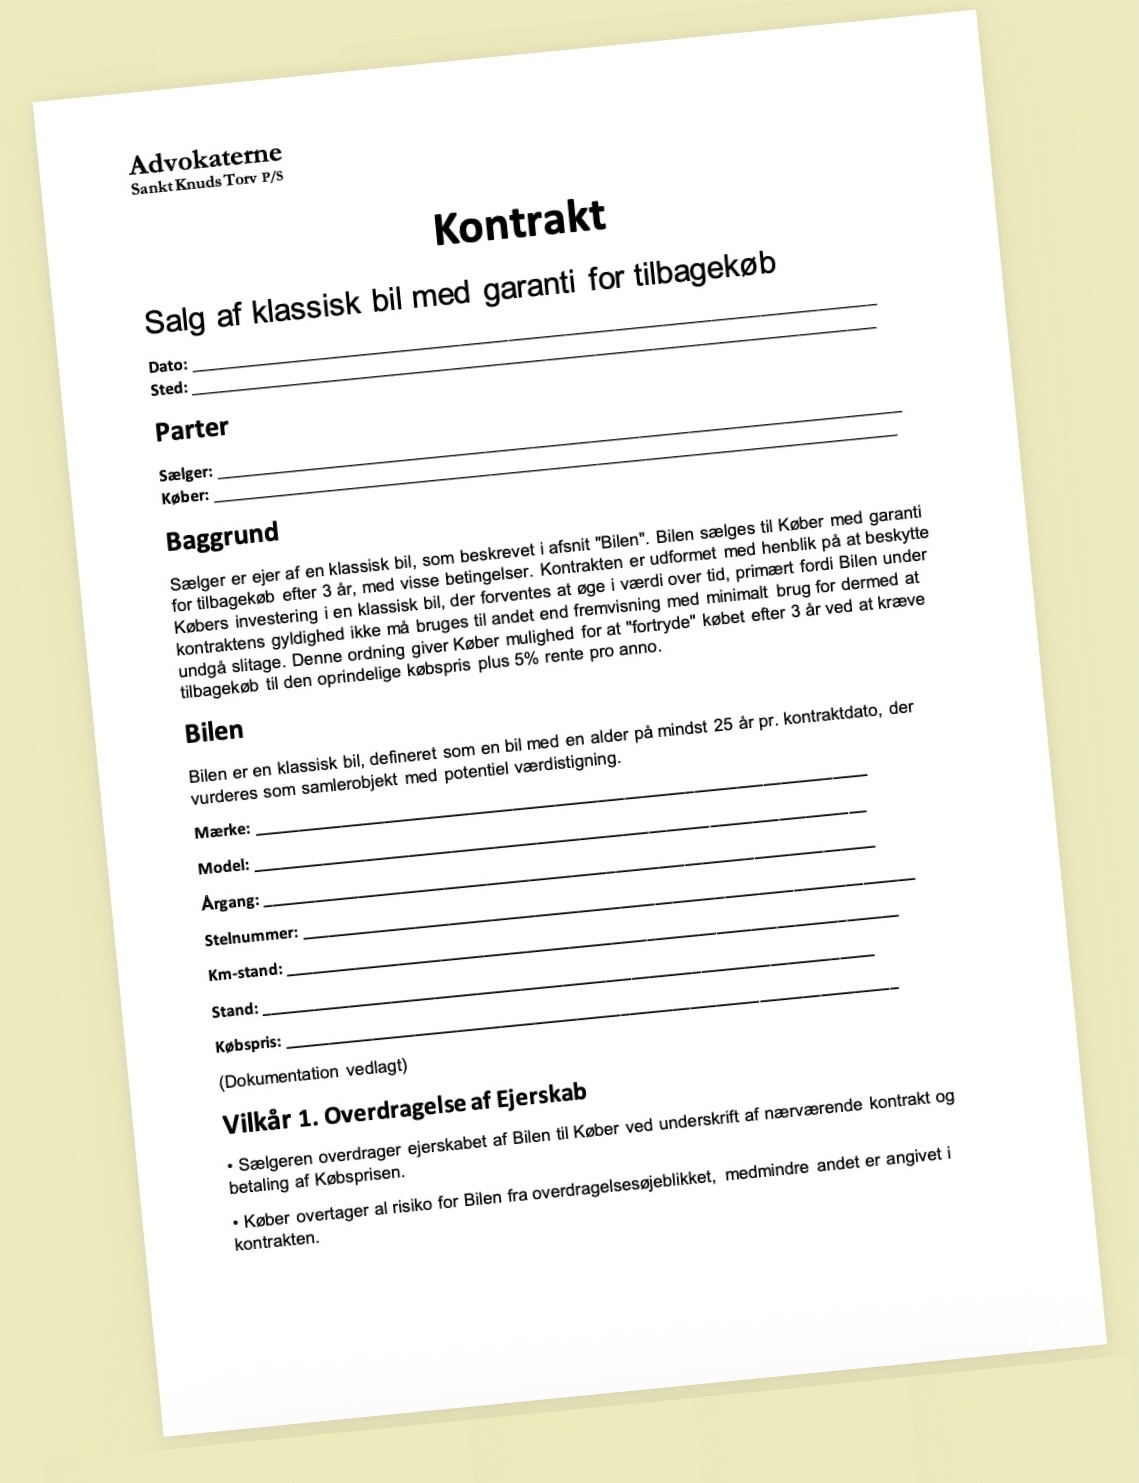 Advokaterne
Sankt Knuds Torv P/S
Kontrakt
Salg af klassisk bil med garanti for tilbagekøb
Dato:
Sted:
Parter
Sælger:
Køber:
Baggrund
Sælger er ejer af en klassisk bil, som beskrevet i afsnit "Bilen". Bilen sælges til Køber med garanti
for tilbagekøb efter 3 år, med visse betingelser. Kontrakten er udformet med henblik på at beskytte
Købers investering i en klassisk bil, der forventes at øge i værdi over tid, primært fordi Bilen under
kontraktens gyldighed ikke må bruges til andet end fremvisning med minimalt brug for dermed at
undgå slitage. Denne ordning giver Køber mulighed for at "fortryde" købet efter 3 år ved at kræve
tilbagekøb til den oprindelige købspris plus 5% rente pro anno.
Bilen
Bilen er en klassisk bil, defineret som en bil med en alder på mindst 25 år pr. kontraktdato, der
vurderes som samlerobjekt med potentiel værdistigning.
Mærke:
Model:
Årgang:
Stelnummer:
Km-stand:
Stand:
Købspris:
(Dokumentation vedlagt)
Vilkår 1. Overdragelse af Ejerskab
• Sælgeren overdrager ejerskabet af Bilen til Køber ved underskrift af nærværende kontrakt og
betaling af Købsprisen.
• Køber overtager al risiko for Bilen fra overdragelsesøjeblikket, medmindre andet er angivet i
kontrakten.